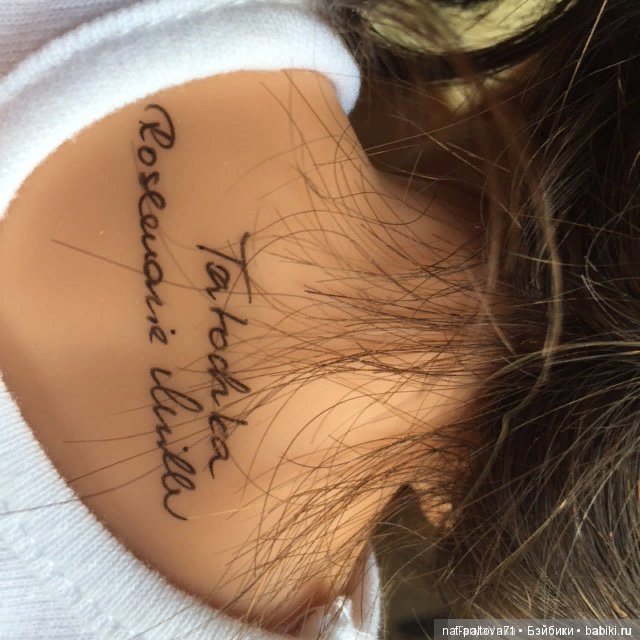 Rosemarie Müller
Tatochka
• Бэйбики • babiki.ru